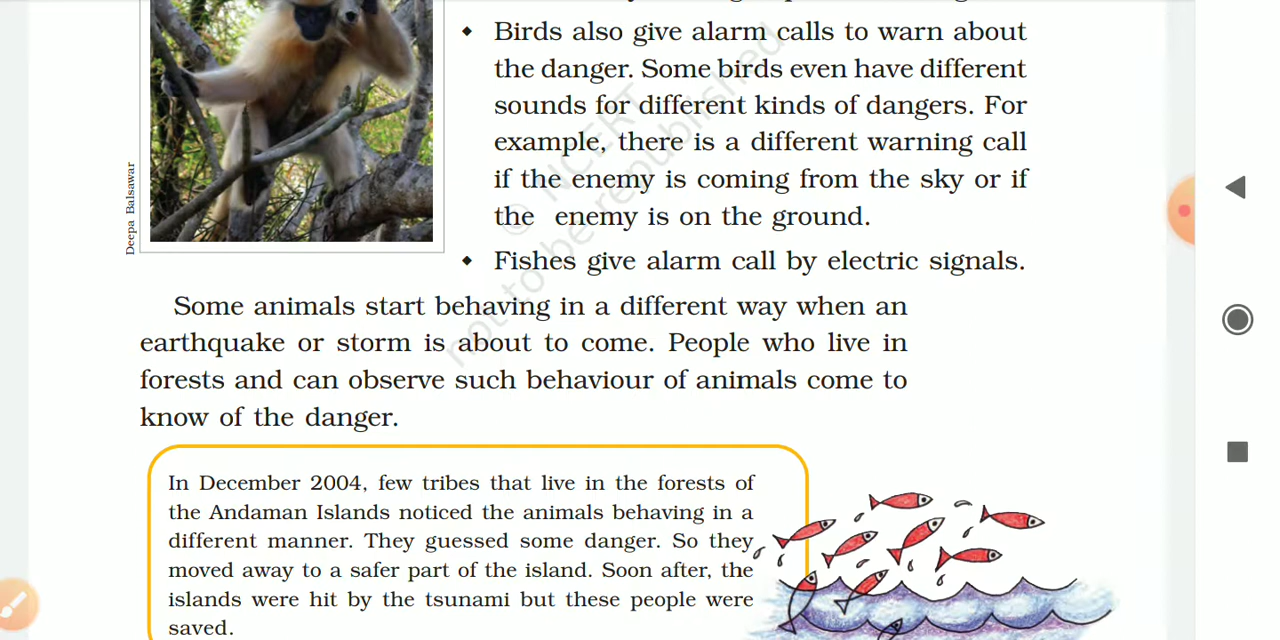 Birds also give alarm calls to warn about
the danger. Some birds even have different
sounds for different kinds of dangers. For
example, there is a different warning call
if the enemy is coming from the sky or if
the enemy is on the ground.
Fishes give alarm call by electric signals.
Deepa Balsawar
© NCERT
not to be republished
Some animals start behaving in a different way when an
earthquake or storm is about to come. People who live in
forests and can observe such behaviour of animals come to
know of the danger.
In December 2004, few tribes that live in the forests of
the Andaman Islands noticed the animals behaving in a
different manner. They guessed some danger. So they
moved away to a safer part of the island. Soon after, the
islands were hit by the tsunami but these people were
saved.